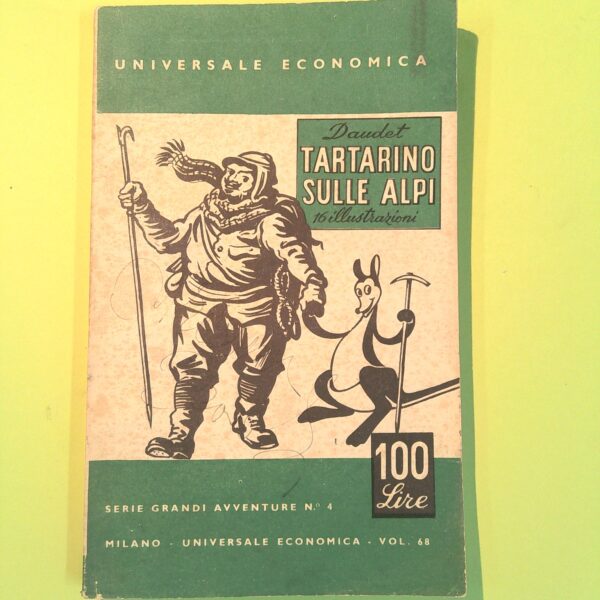 UNIVERSALE ECONOMICA
Daudet
TARTARINO
SULLE ALPI
16 illustrazioni
100
Lire
SERIE GRANDI AVVENTURE N.º 4
MILANO - UNIVERSALE ECONOMICA - VOL. 68